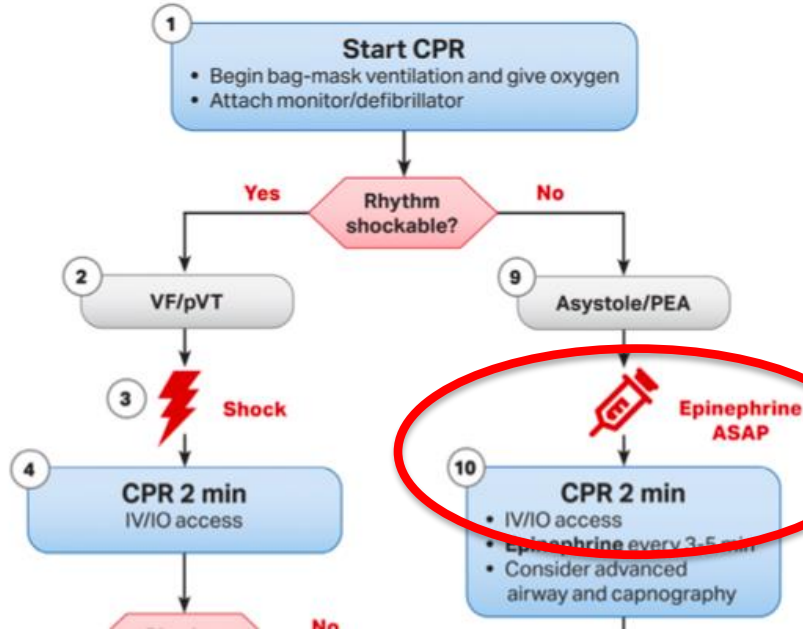 1
Start CPR
• Begin bag-mask ventilation and give oxygen
• Attach monitor/defibrillator
Yes
Rhythm
shockable?
No
2
VF/pVT
9
Asystole/PEA
3
Shock
Epinephrine
ASAP
4
CPR 2 min
IV/IO access
10
CPR 2 min
• IV/IO access
• Epinephrine every 3-5 min
• Consider advanced
airway and capnography
No